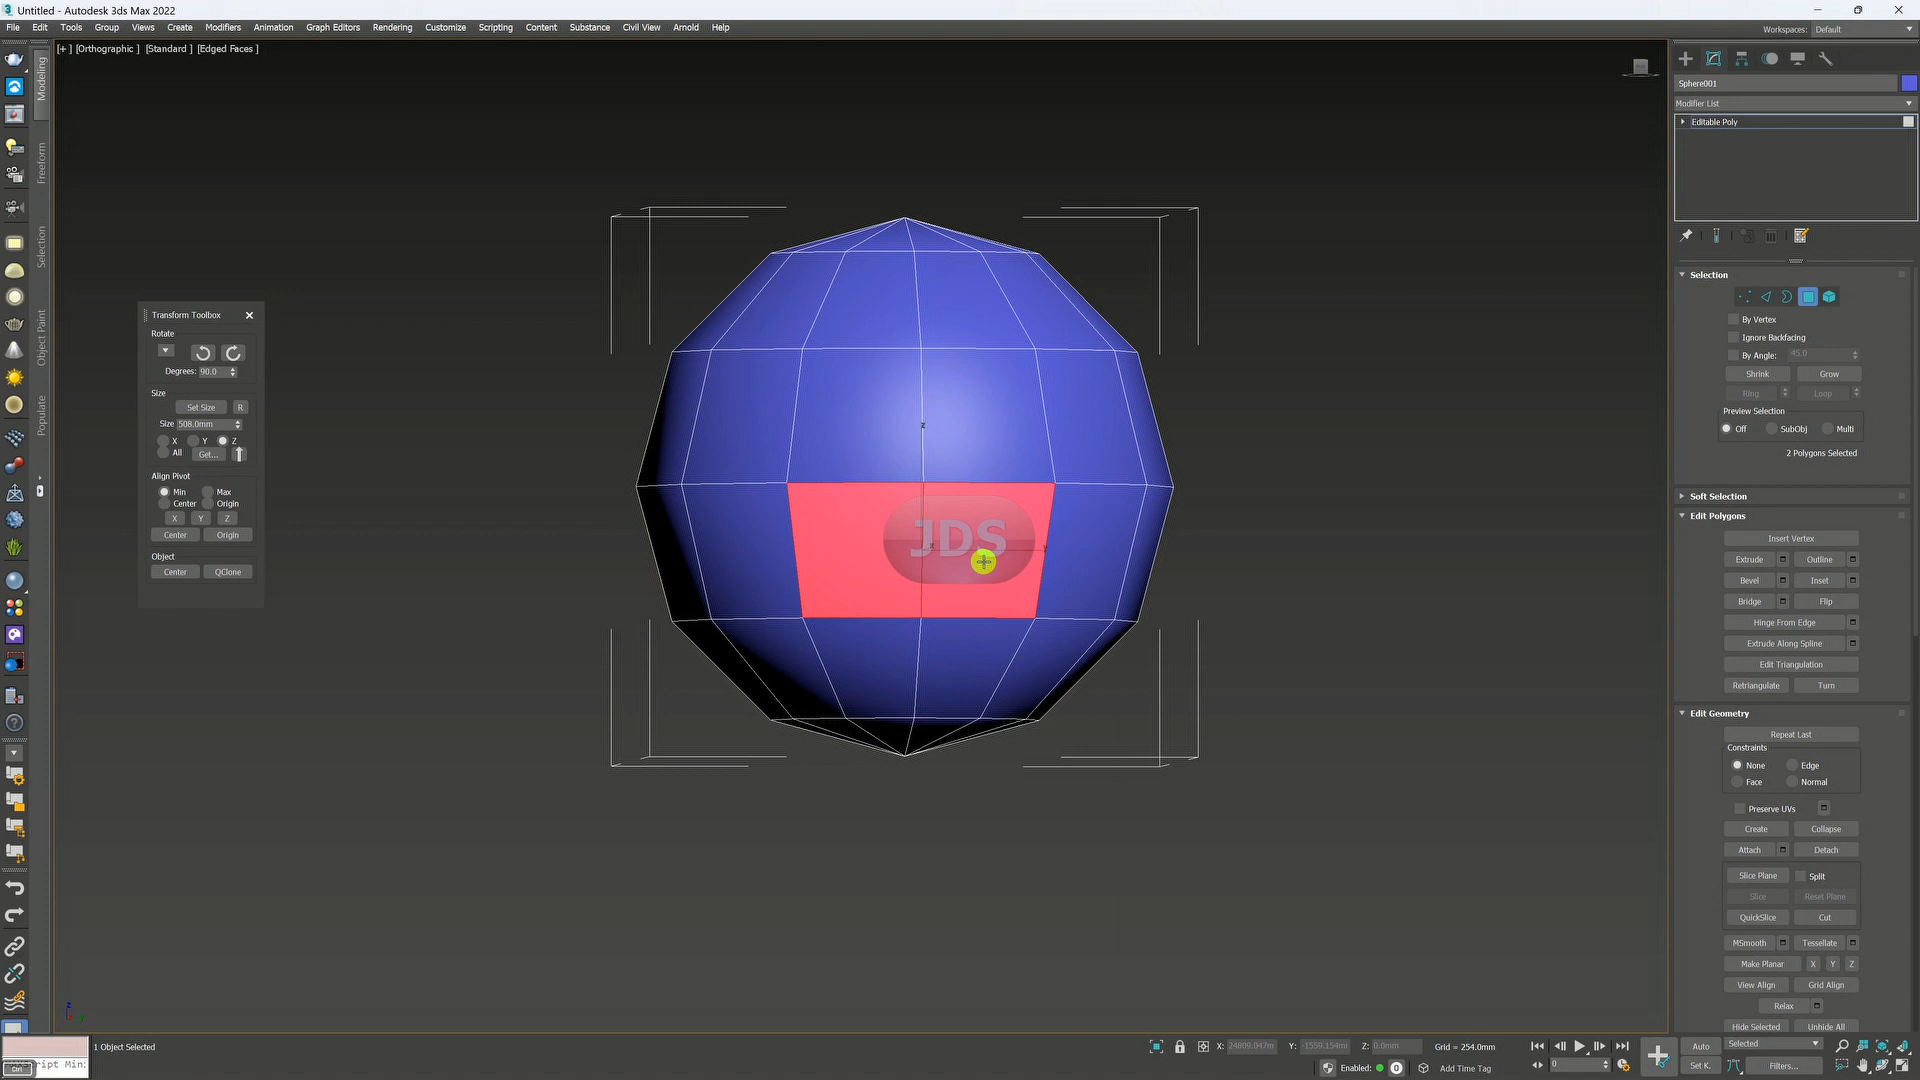 Untitled - Autodesk 3ds Max 2022
File Edit Tools Group Views Create Modifiers Animation Graph Editors Rendering Customize Scripting Content Substance Civil View Arnold Help
Workspaces: Default
[+] [Orthographic] [Standard] [Edged Faces]
Modeling
Freeform
Selection
Object Paint
Populate
Transform Toolbox
Rotate
Degrees: 90.0
Size
Set Size R
Size 508.0mm
X Y Z
All Get...
Align Pivot
Min Max
Center Origin
X Y Z
Center Origin
Object
Center QClone
z
JDS
x y
Sphere001
Modifier List
Editable Poly
Selection
By Vertex
Ignore Backfacing
By Angle: 45.0
Shrink Grow
Ring Loop
Preview Selection
Off SubObj Multi
2 Polygons Selected
Soft Selection
Edit Polygons
Insert Vertex
Extrude Outline
Bevel Inset
Bridge Flip
Hinge From Edge
Extrude Along Spline
Edit Triangulation
Retriangulate Turn
Edit Geometry
Repeat Last
Constraints
None Edge
Face Normal
Preserve UVs
Create Collapse
Attach Detach
Slice Plane Split
Slice Reset Plane
QuickSlice Cut
MSmooth Tessellate
Make Planar X Y Z
View Align Grid Align
Relax
Hide Selected Unhide All
1 Object Selected
X: Y: Z: 0.0mm Grid = 254.0mm
Enabled: 0 Add Time Tag
0
Auto Selected
Set K. Filters...
Ctrl